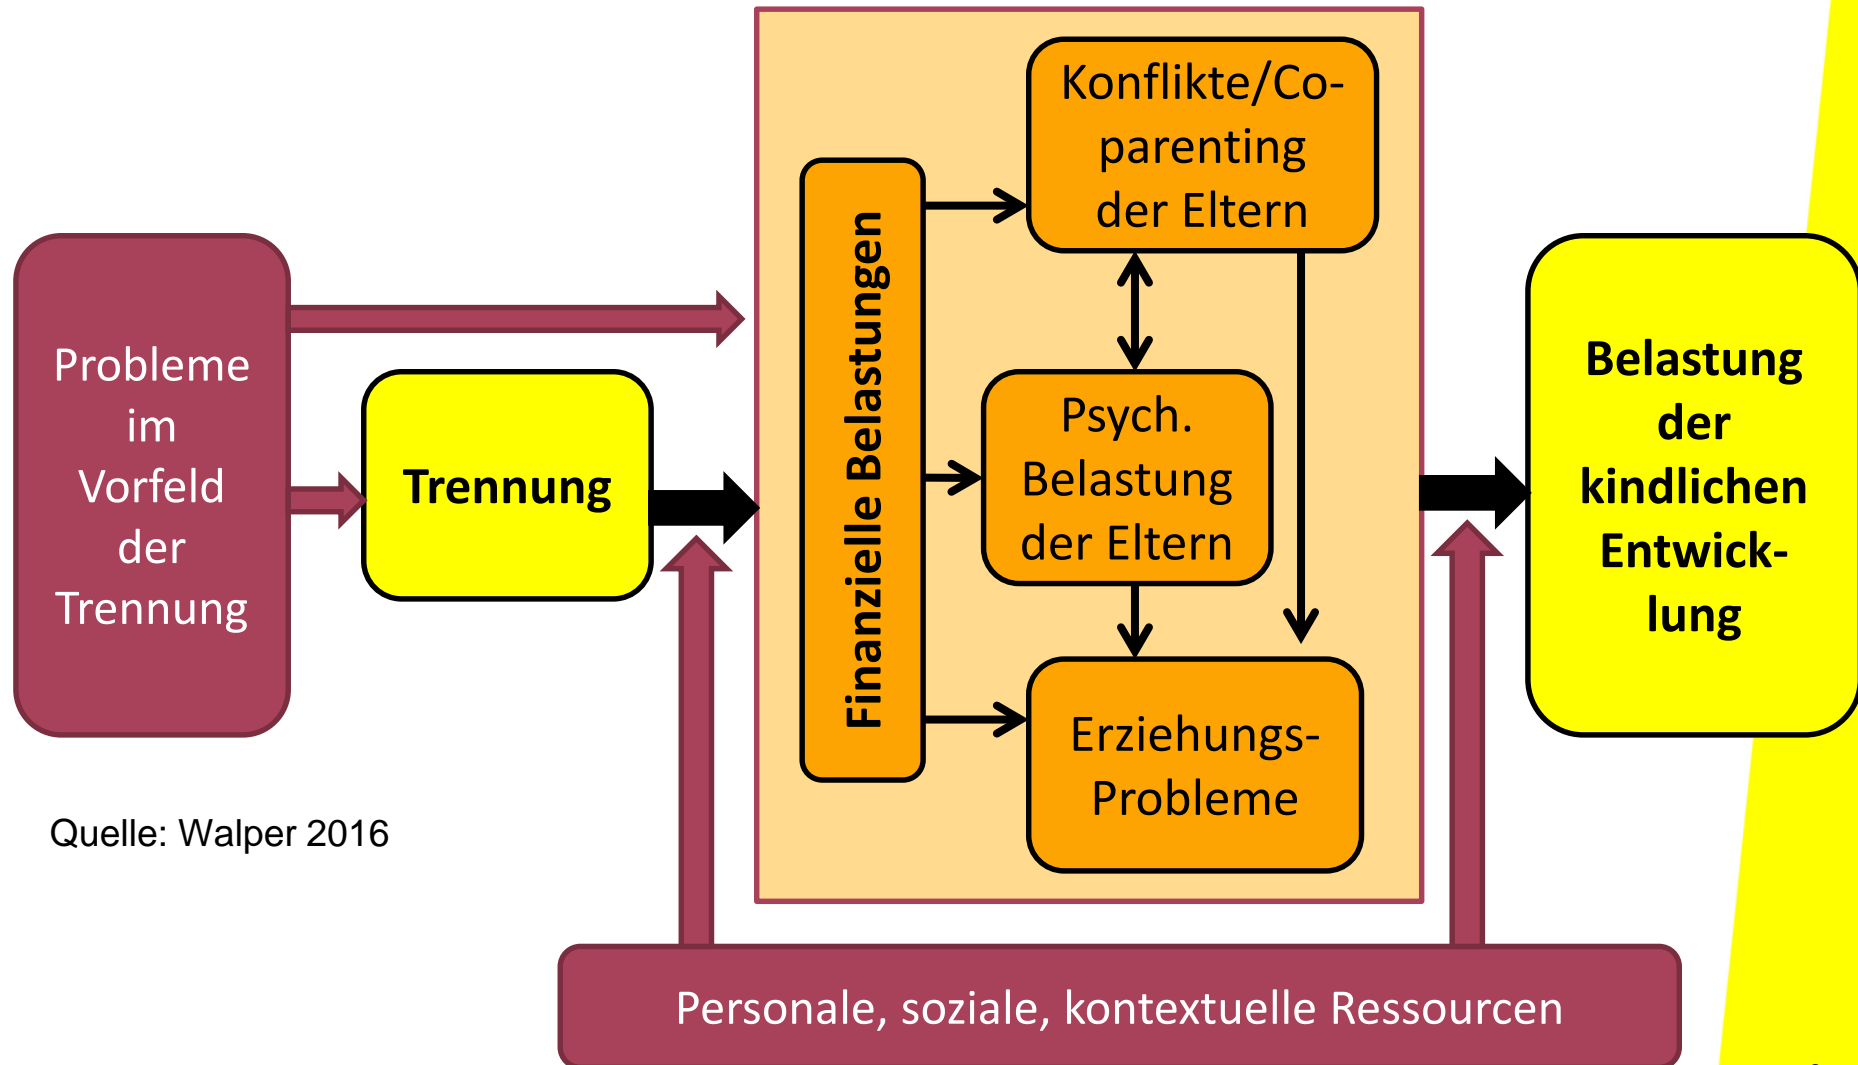 Probleme
im
Vorfeld
der
Trennung
Trennung
Finanzielle Belastungen
Konflikte/Co-
parenting
der Eltern
Psych.
Belastung
der Eltern
Erziehungs-
Probleme
Belastung
der
kindlichen
Entwick-
lung
Quelle: Walper 2016
Personale, soziale, kontextuelle Ressourcen